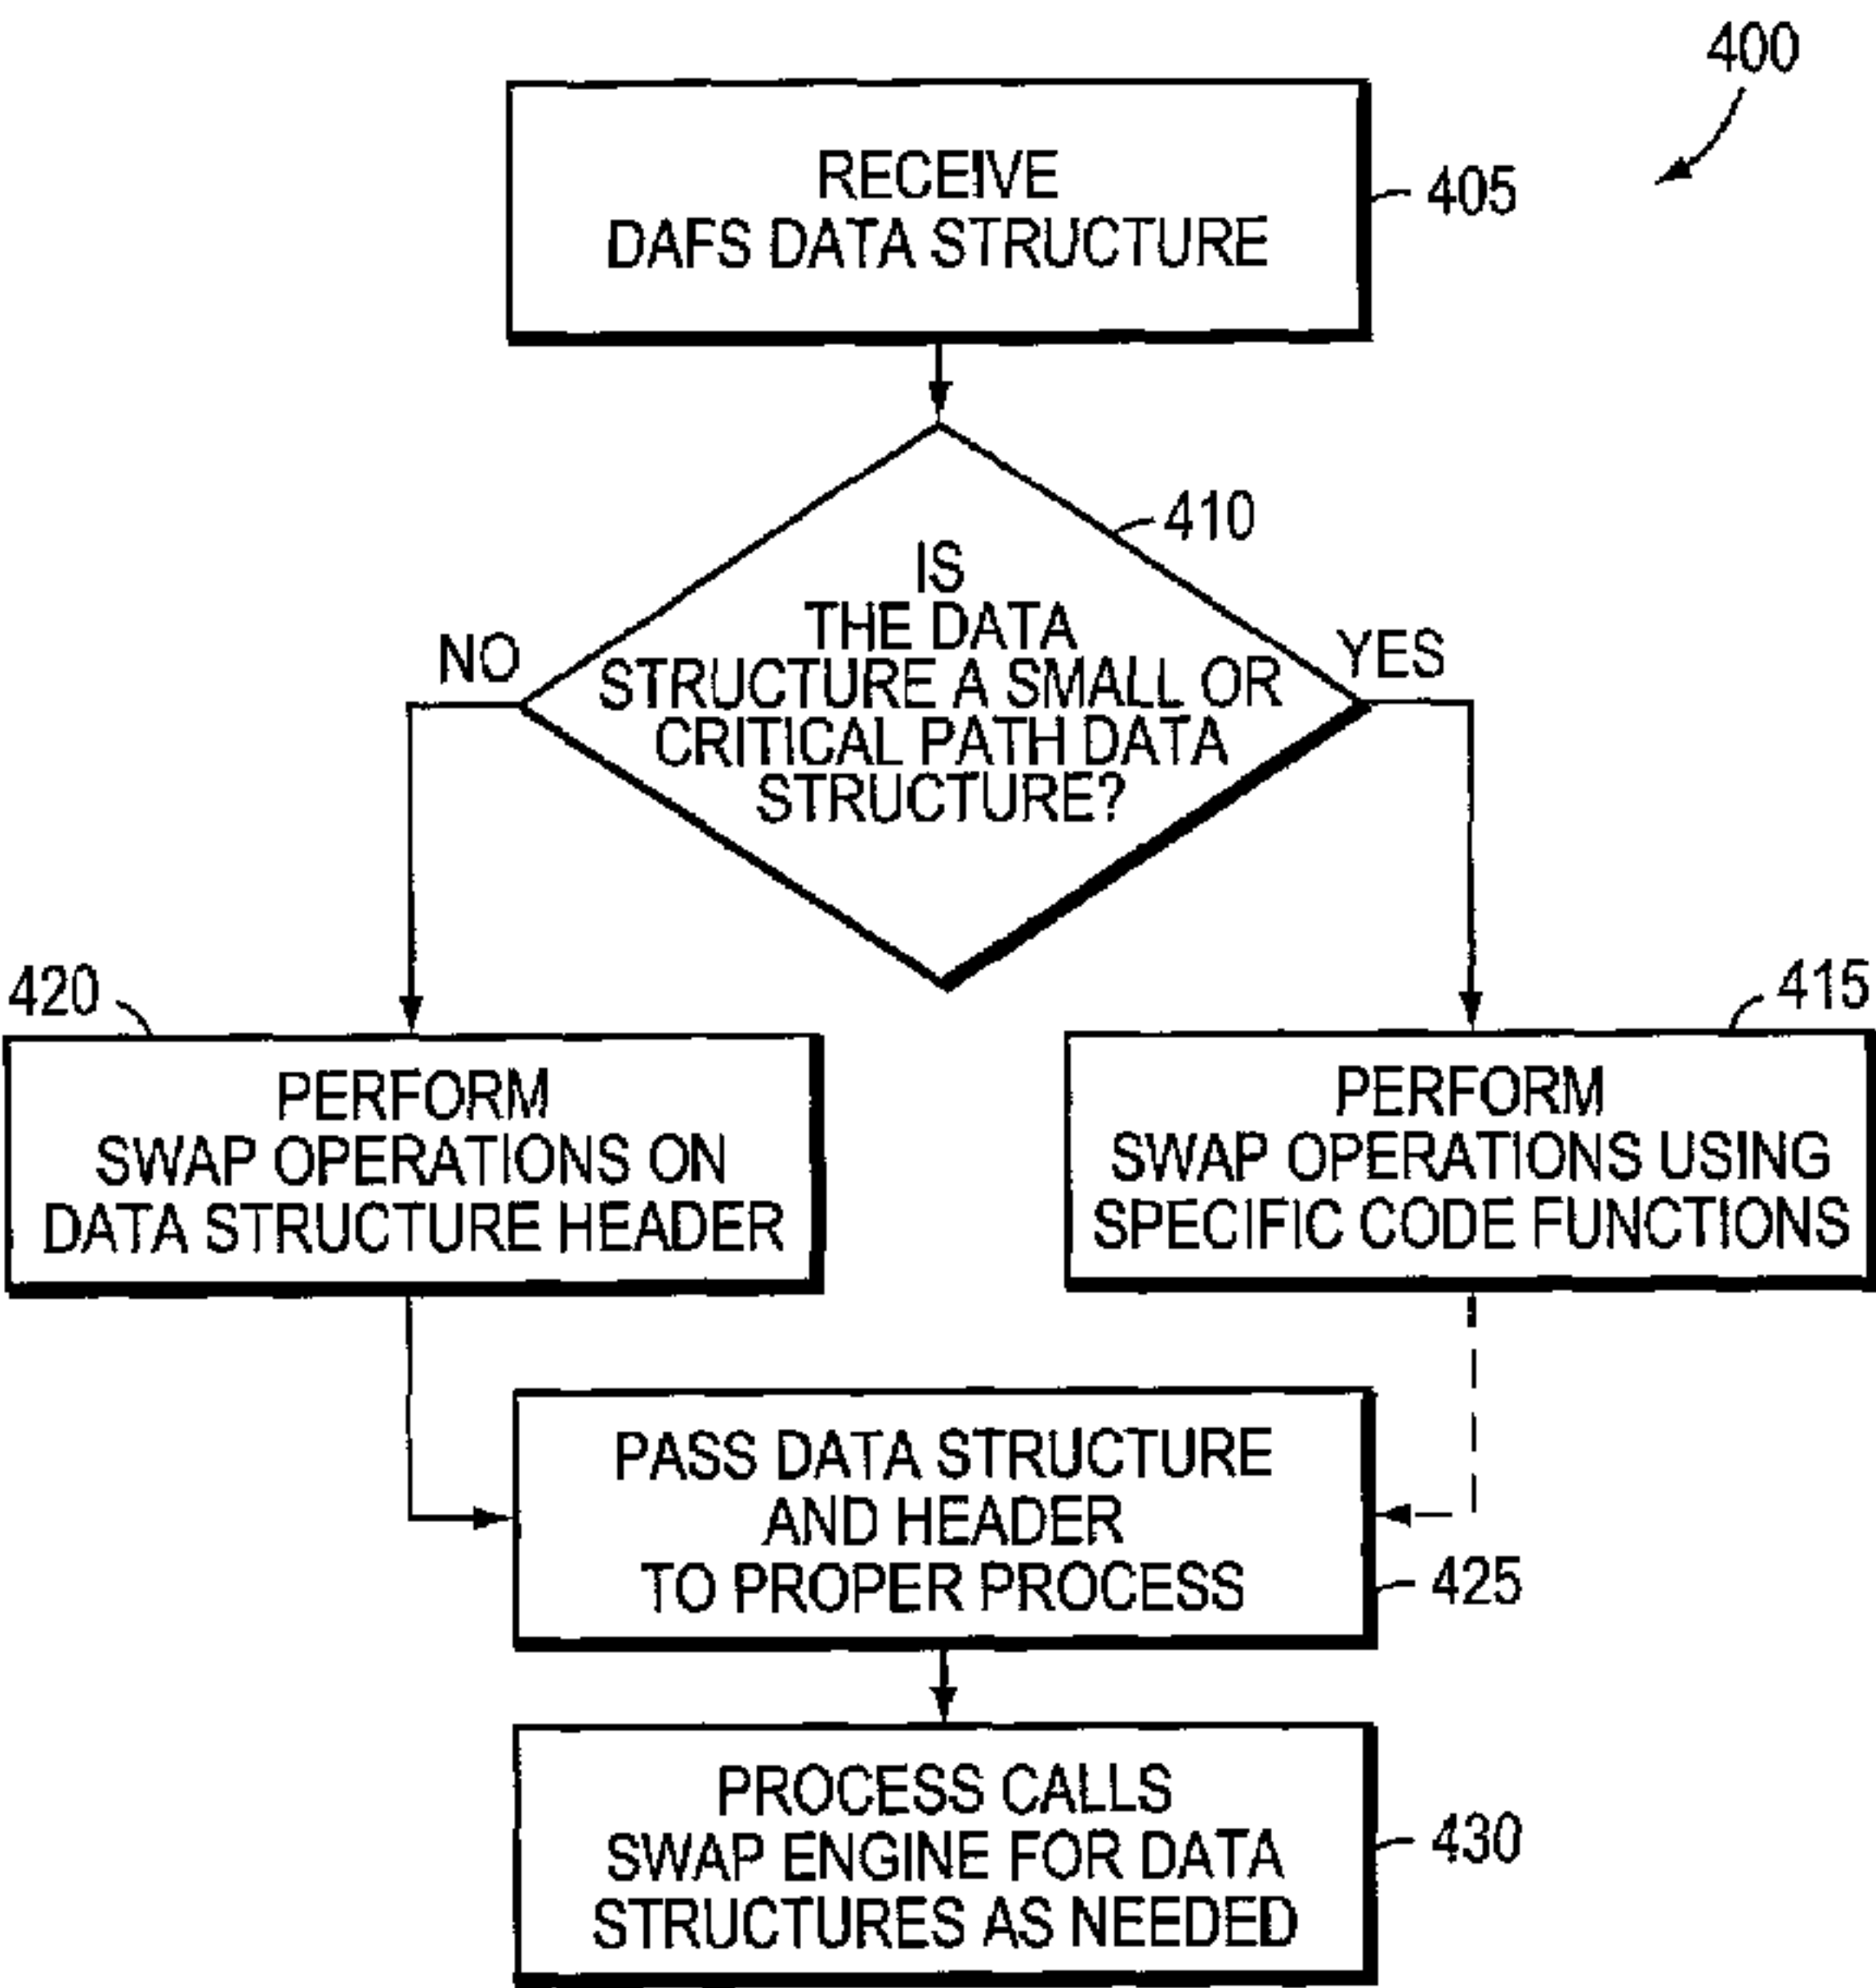 400
RECEIVE
DAFS DATA STRUCTURE
405
410
IS
THE DATA
STRUCTURE A SMALL OR
CRITICAL PATH DATA
STRUCTURE?
NO
YES
420
PERFORM
SWAP OPERATIONS ON
DATA STRUCTURE HEADER
415
PERFORM
SWAP OPERATIONS USING
SPECIFIC CODE FUNCTIONS
PASS DATA STRUCTURE
AND HEADER
TO PROPER PROCESS
425
PROCESS CALLS
SWAP ENGINE FOR DATA
STRUCTURES AS NEEDED
430